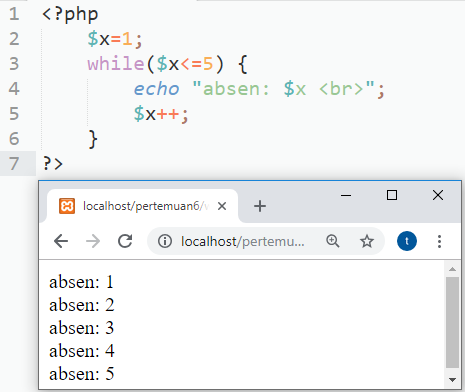 1 <?php
2 $x=1;
3 while($x<=5) {
4 echo "absen: $x <br>";
5 $x++;
6 }
7 ?>
localhost/pertemuan6/
localhost/pertemu...
t
absen: 1
absen: 2
absen: 3
absen: 4
absen: 5